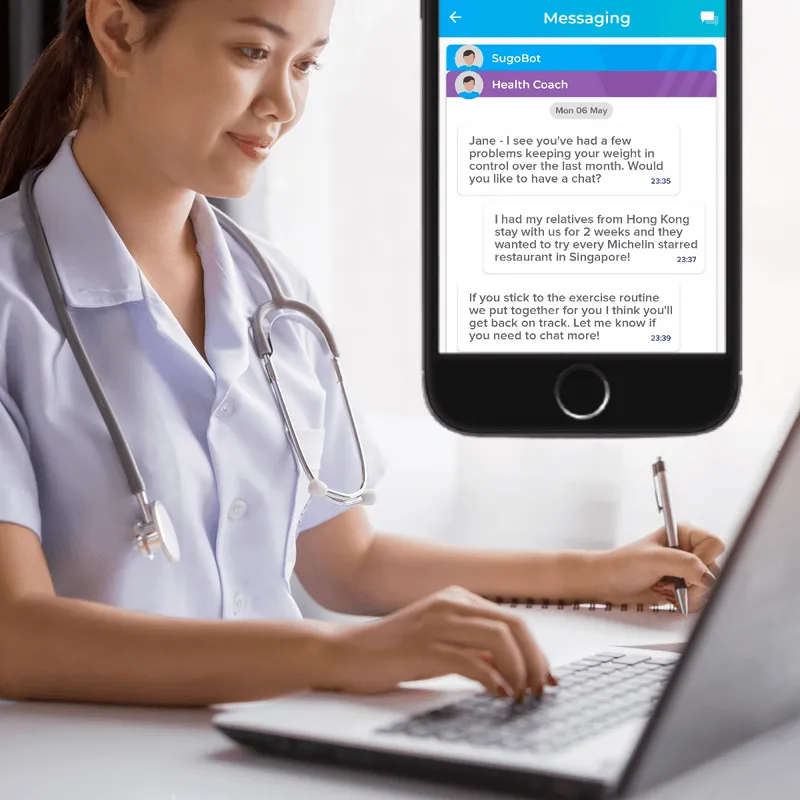 Messaging
SugoBot
Health Coach
Mon 06 May
Jane - I see you've had a few
problems keeping your weight in
control over the last month. Would
you like to have a chat?
23:35
I had my relatives from Hong Kong
stay with us for 2 weeks and they
wanted to try every Michelin starred
restaurant in Singapore!
23:37
If you stick to the exercise routine
we put together for you I think you'll
get back on track. Let me know if
you need to chat more!
23:39